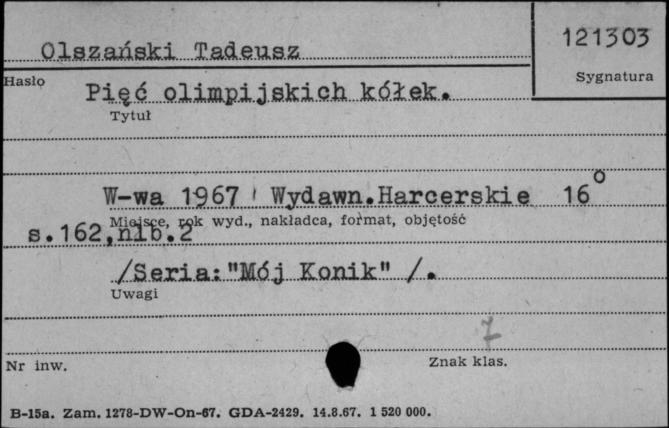 Olszański Tadeusz
121303
Hasło
Sygnatura
Pięć olimpijskich kółek.
Tytuł
W-wa 1967 Wydawn.Harcerskie 16°
Miejsce, rok wyd., nakładca, format, objętość
s.162,nlb.2
/Seria:"Mój Konik" /.
Uwagi
7
Nr inw.
Znak klas.
B-15a. Zam. 1278-DW-On-67. GDA-2429. 14.8.67. 1 520 000.